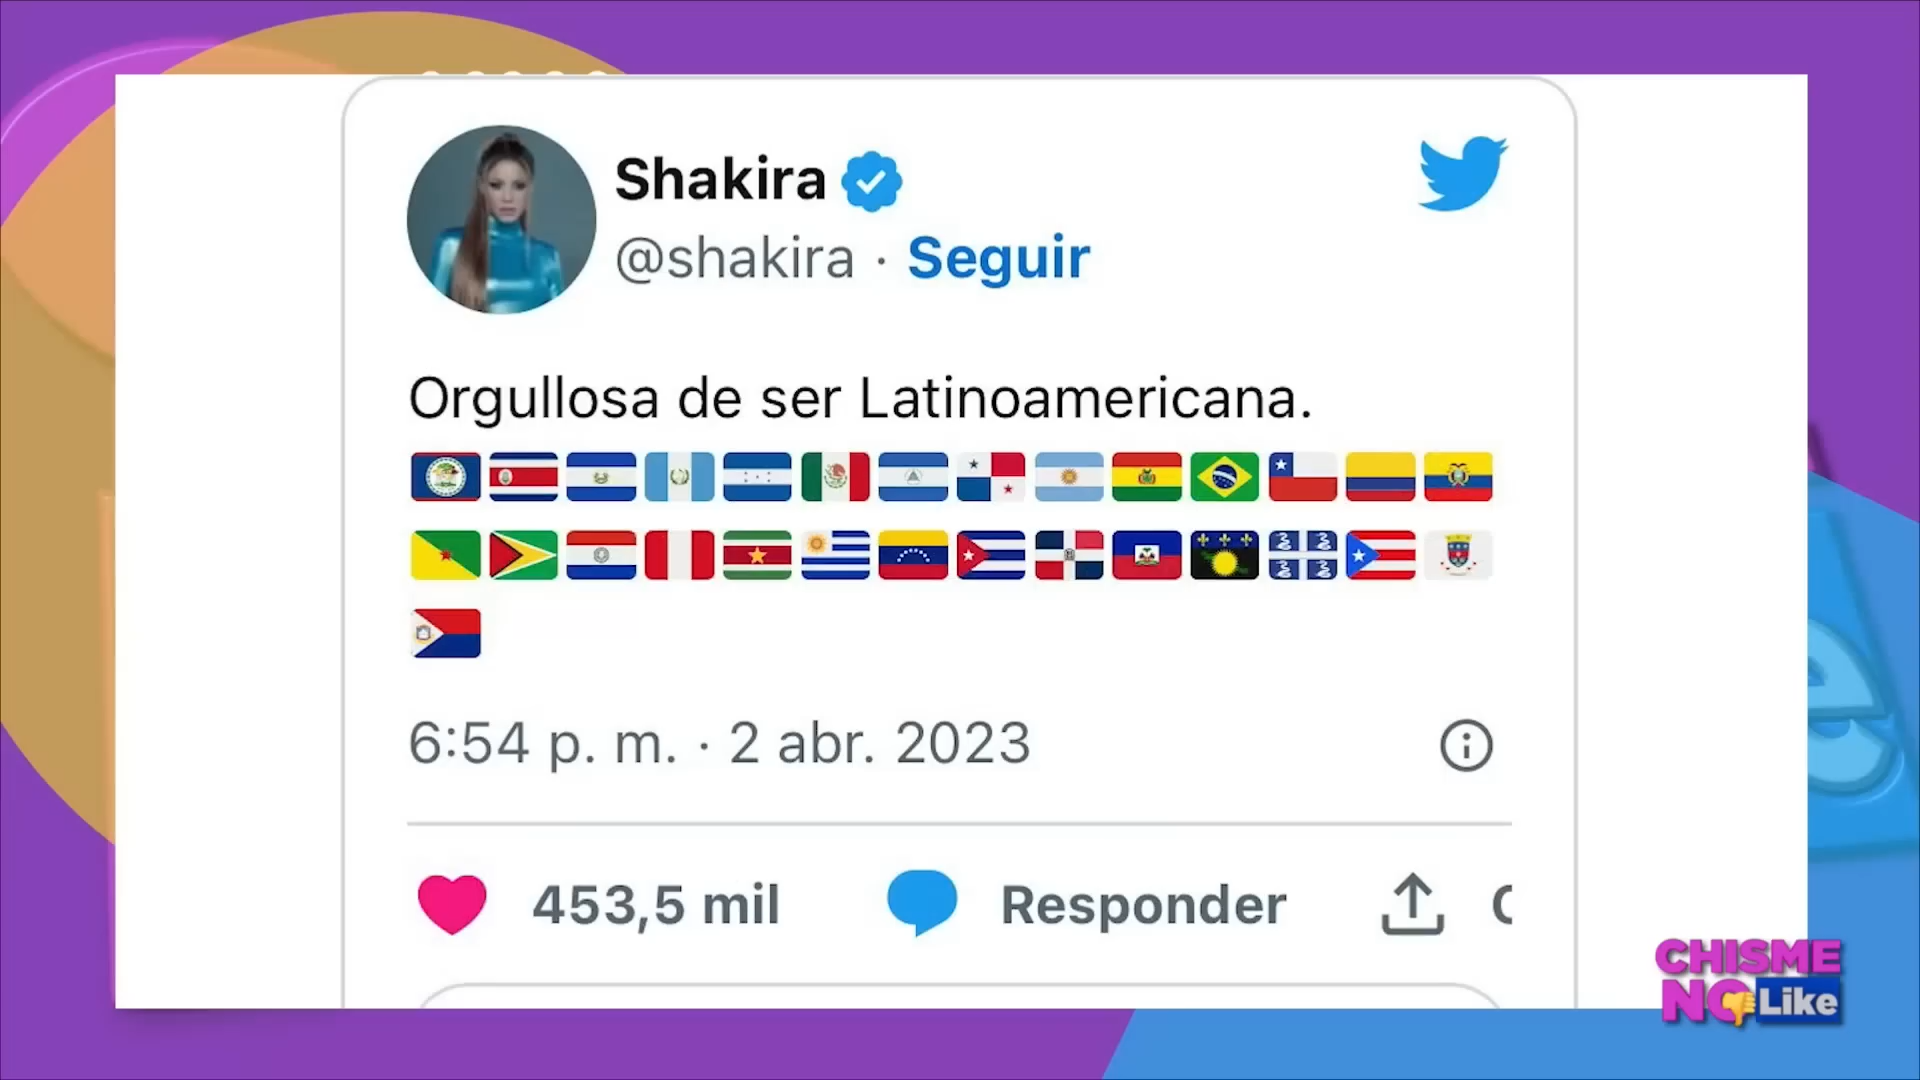 Shakira
@shakira · Seguir
Orgullosa de ser Latinoamericana.
🇧🇿🇨🇷🇸🇻🇬🇹🇭🇳🇲🇽🇳🇮🇵🇦🇦🇷🇧🇴🇧🇷🇨🇱🇨🇴🇪🇨
🇬🇫🇬🇾🇵🇾🇵🇪🇸🇷🇺🇾🇻🇪🇨🇺🇩🇴🇭🇹🇬🇵🇲🇶🇵🇷🇧🇱
🇸🇽
6:54 p. m. · 2 abr. 2023
453,5 mil
Responder
CHISME
NO Like